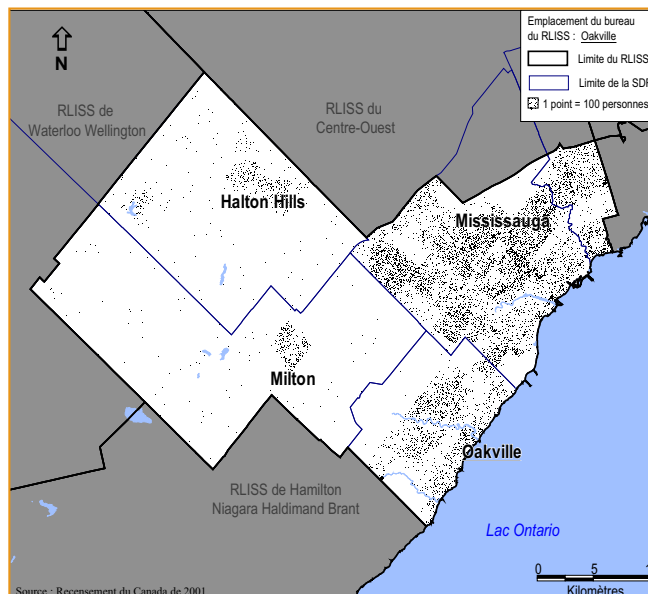 Emplacement du bureau
du RLISS : Oakville
Limite du RLISS
Limite de la SDR
1 point = 100 personnes
N
RLISS de
Waterloo Wellington
RLISS du
Centre-Ouest
Halton Hills
Mississauga
Milton
Oakville
RLISS de Hamilton
Niagara Haldimand Brant
Lac Ontario
0 5 1
Kilomètres
Source : Recensement du Canada de 2001